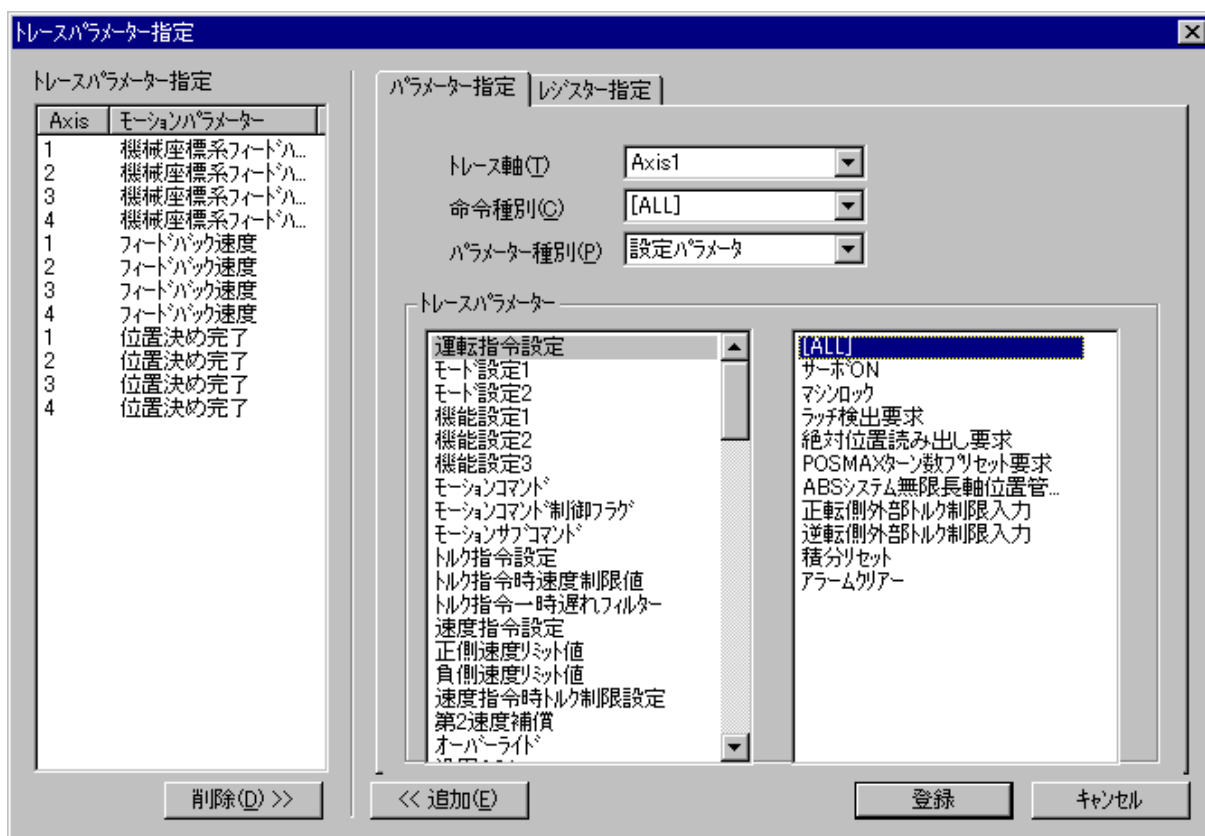 トレースパラメーター指定
トレースパラメーター指定
Axis モーションパラメーター
1 機械座標系フィードハ...
2 機械座標系フィードハ...
3 機械座標系フィードハ...
4 機械座標系フィードハ...
1 フィードバック速度
2 フィードバック速度
3 フィードバック速度
4 フィードバック速度
1 位置決め完了
2 位置決め完了
3 位置決め完了
4 位置決め完了
削除(D) >>
パラメーター指定 レジスター指定
トレース軸(T) Axis1
命令種別(C) [ALL]
パラメーター種別(P) 設定パラメータ
トレースパラメーター
運転指令設定
モード設定1
モード設定2
機能設定1
機能設定2
機能設定3
モーションコマンド
モーションコマンド制御フラグ
モーションサブコマンド
トルク指令設定
トルク指令時速度制限値
トルク指令一時遅れフィルター
速度指令設定
正側速度リミット値
負側速度リミット値
速度指令時トルク制限設定
第2速度補償
オーバーライド
[ALL]
サーボON
マシンロック
ラッチ検出要求
絶対位置読み出し要求
POSMAXターン数プリセット要求
ABSシステム無限長軸位置管...
正転側外部トルク制限入力
逆転側外部トルク制限入力
積分リセット
アラームクリアー
<< 追加(E)
登録
キャンセル